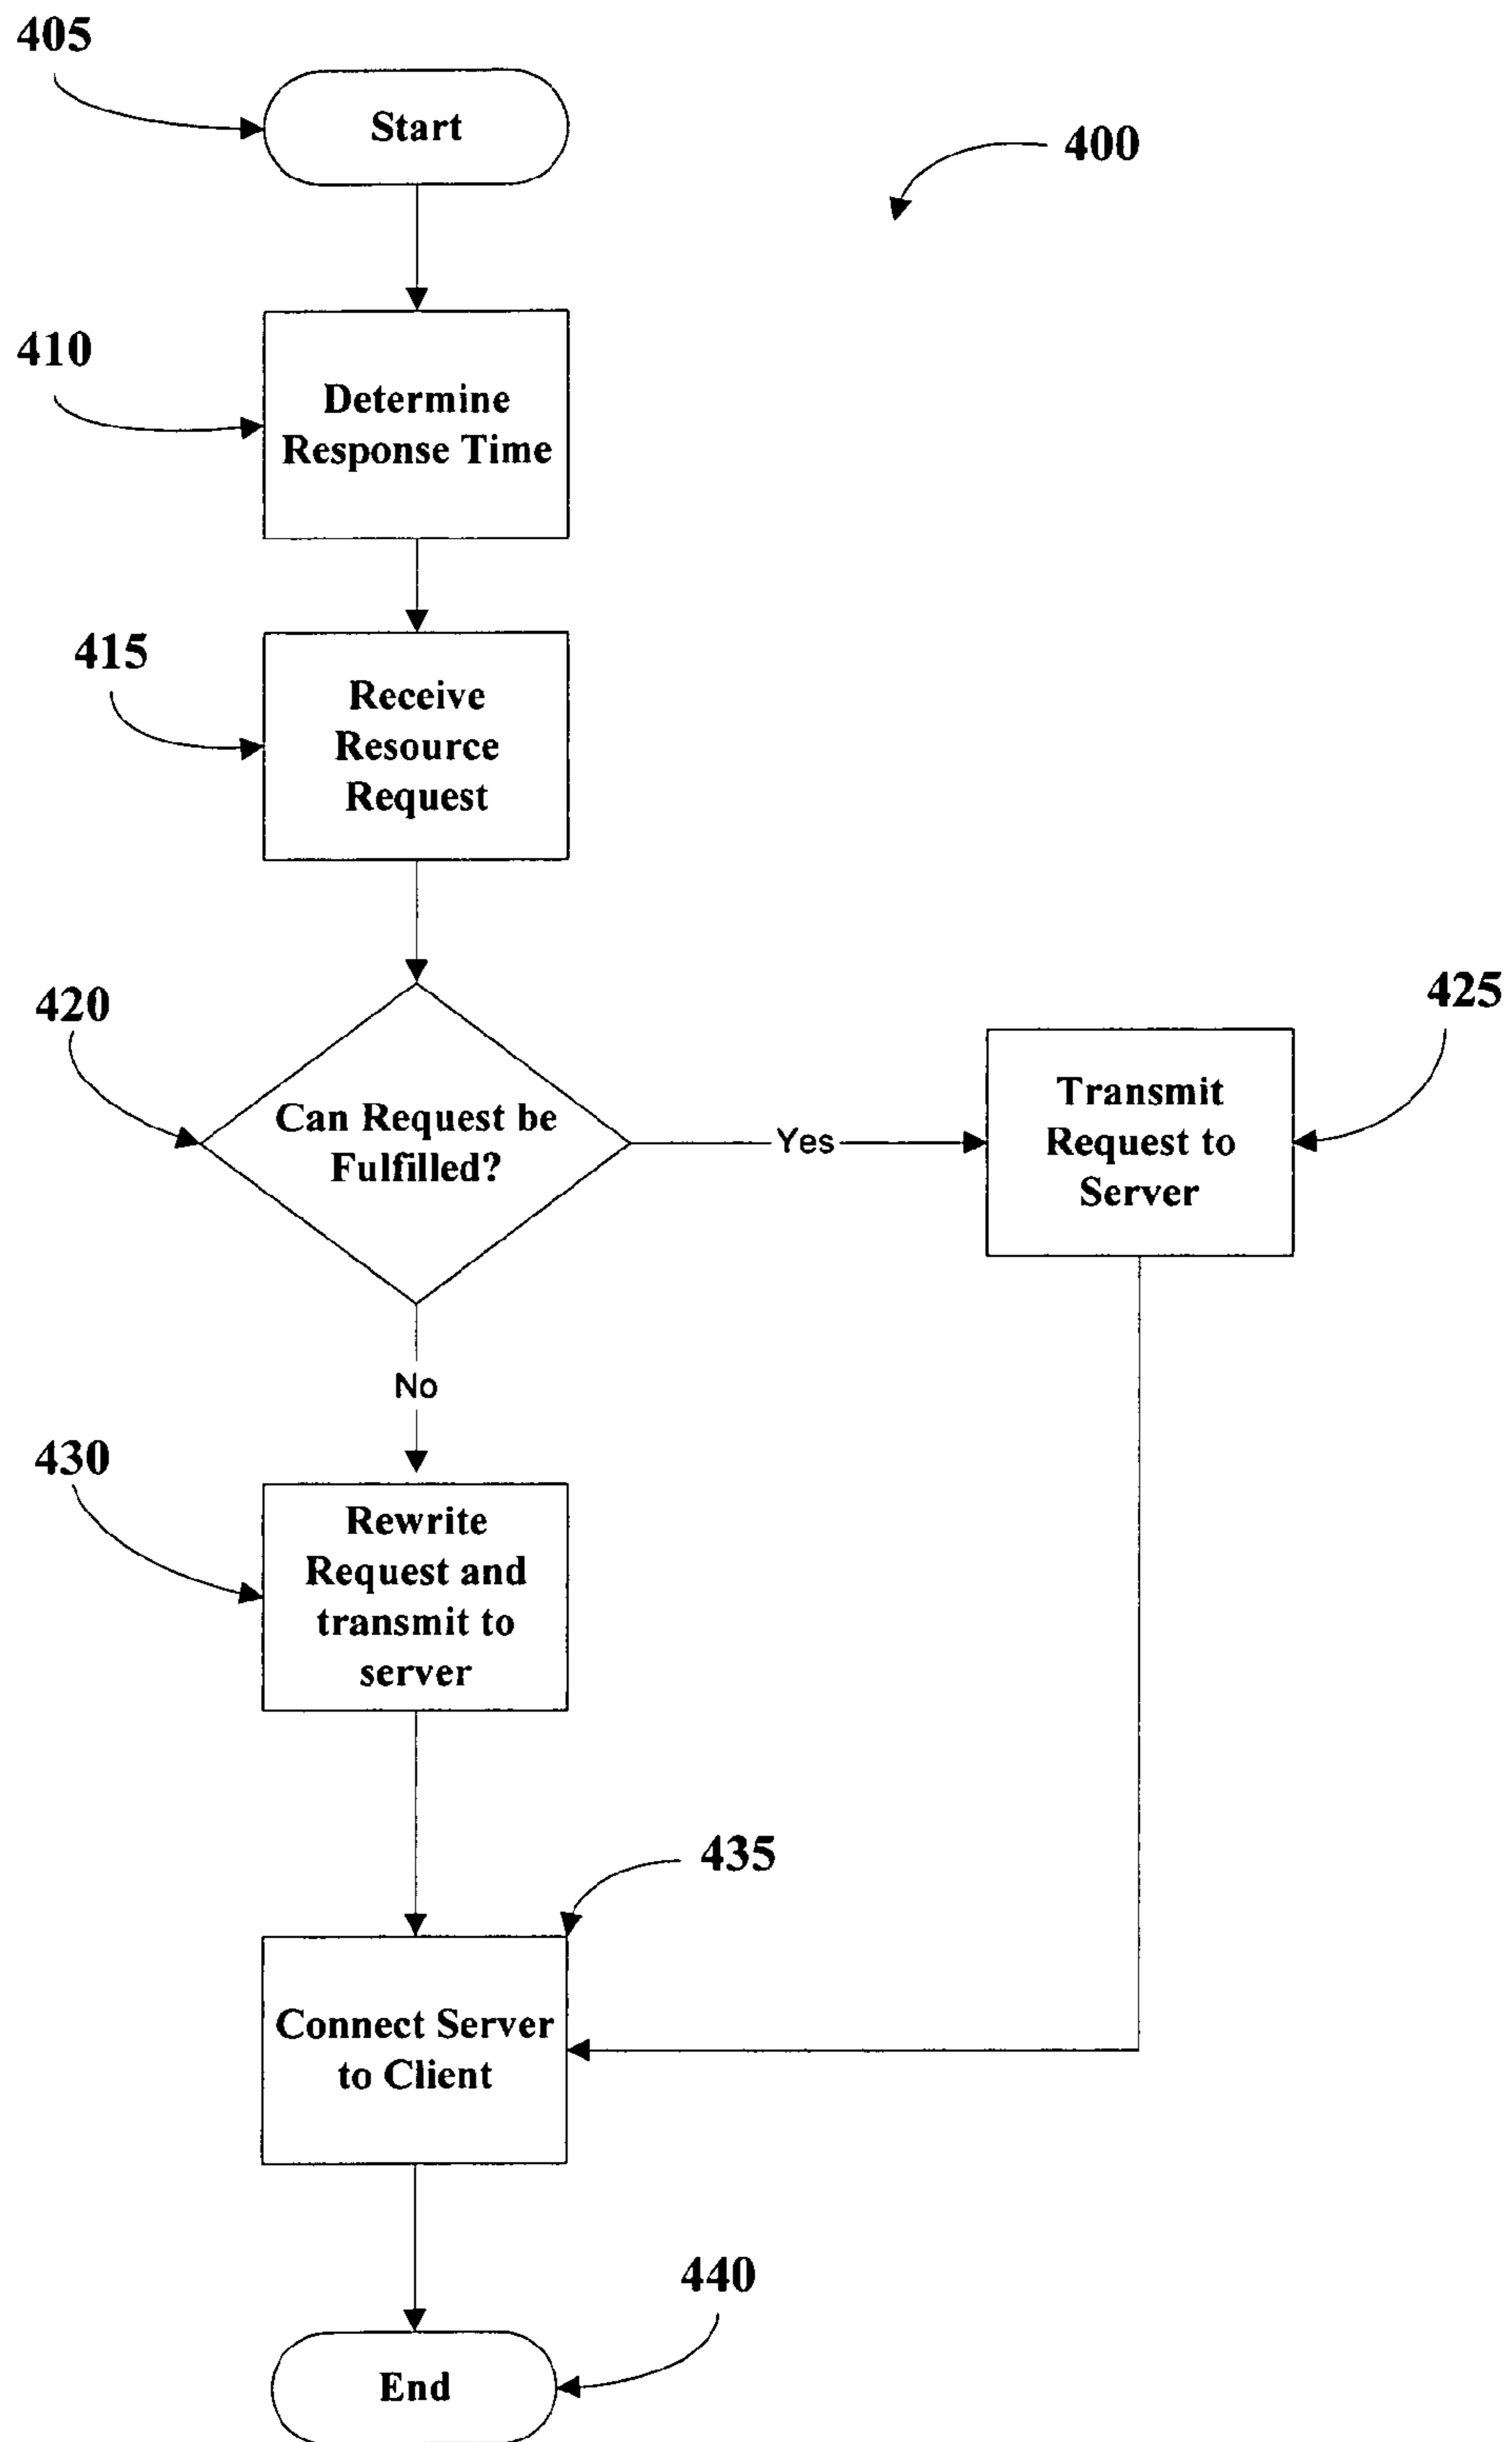 405
Start
400
410
Determine
Response Time
415
Receive
Resource
Request
420
Can Request be
Fulfilled?
Yes
425
Transmit
Request to
Server
No
430
Rewrite
Request and
transmit to
server
435
Connect Server
to Client
440
End